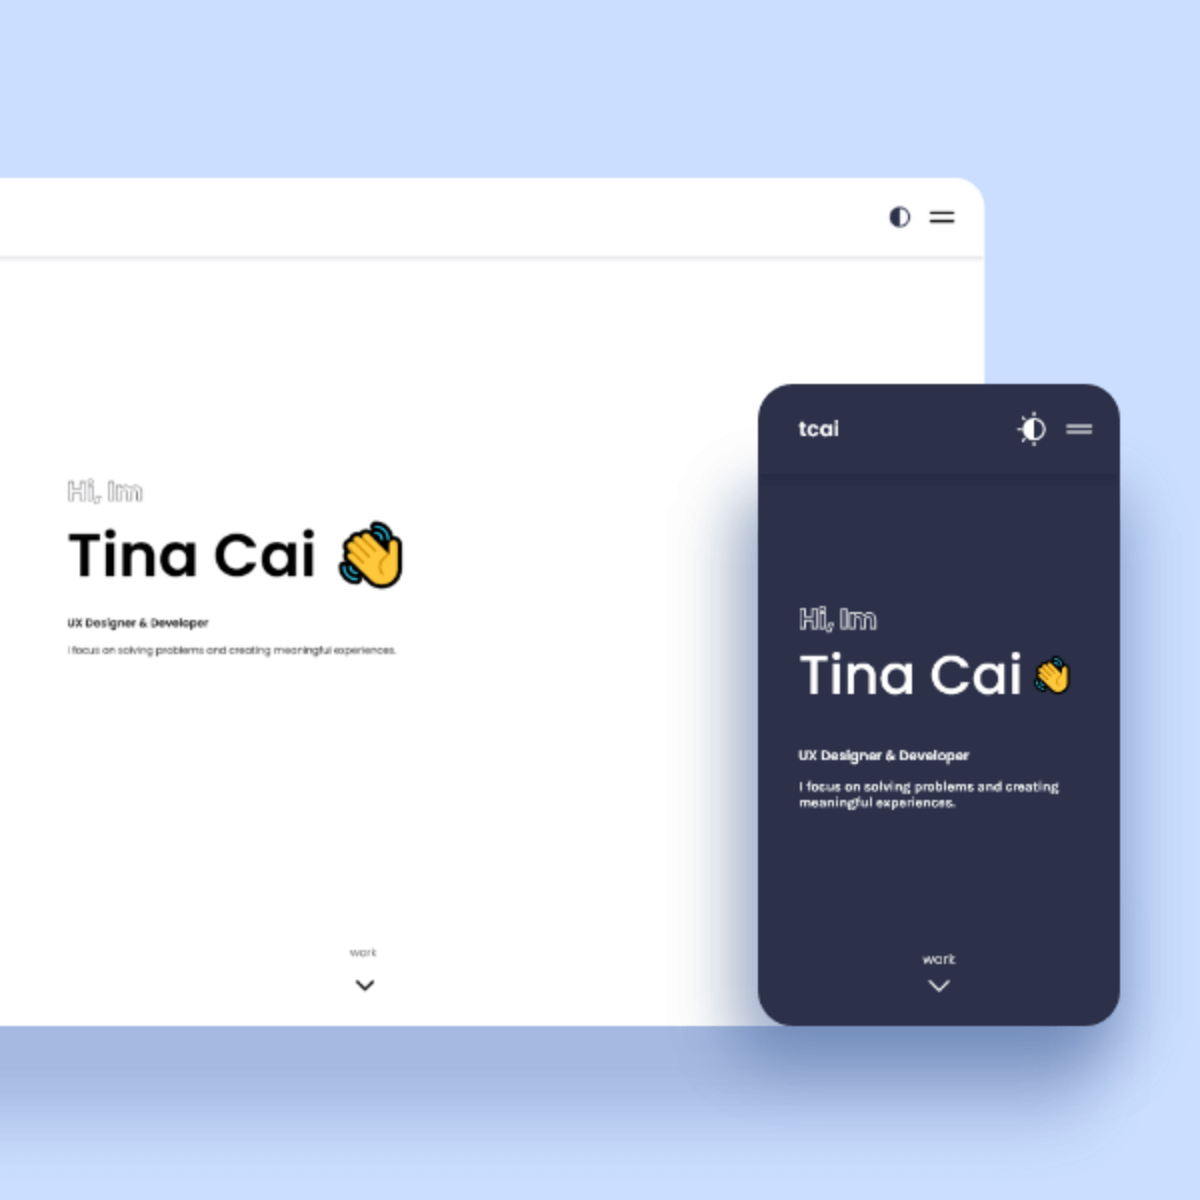 Hi, Im
Tina Cai
UX Designer & Developer
I focus on solving problems and creating meaningful experiences.
work
tcai
Hi, Im
Tina Cai
UX Designer & Developer
I focus on solving problems and creating
meaningful experiences.
work